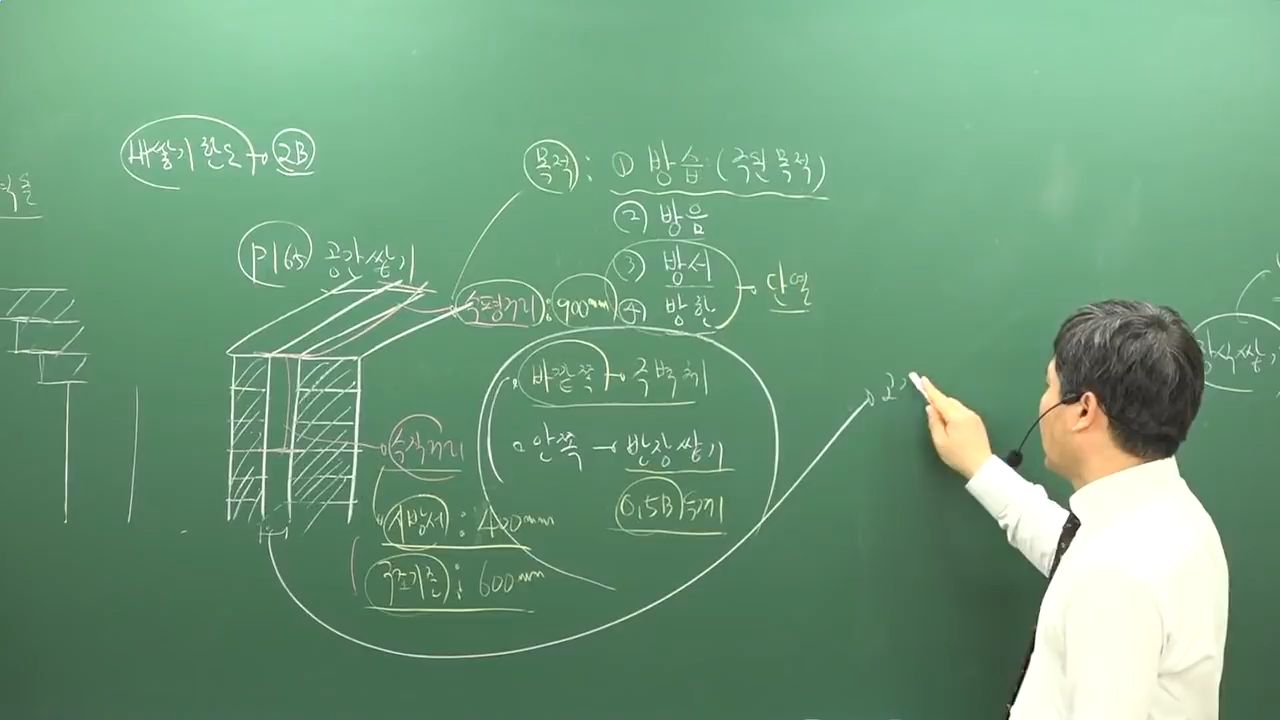 내쌓기 한도 → 2B
P165 공간쌓기
목적 : ① 방습 (주된 목적)
② 방음
③ 방서
④ 방한
→ 단열
수평거리 : 900mm
바깥쪽 → 주벽체
안쪽 → 반장쌓기
0.5B 두께
수직거리
시방서 : 400mm
구조기준 : 600mm